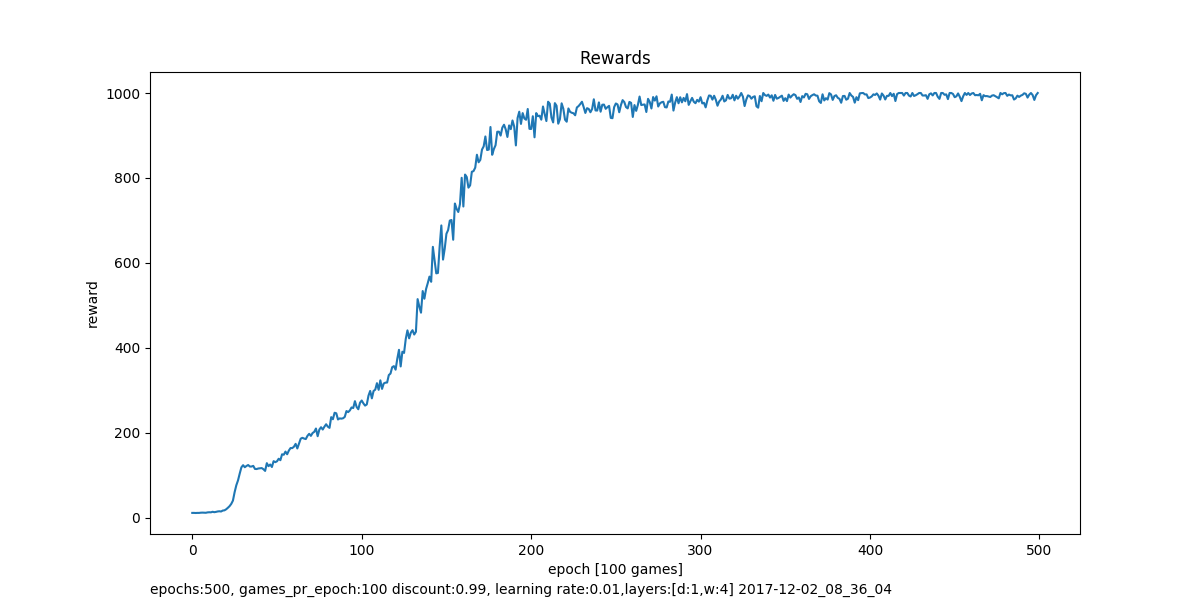 Rewards
1000
800
600
400
200
0
reward
0 100 200 300 400 500
epoch [100 games]
epochs:500, games_pr_epoch:100 discount:0.99, learning rate:0.01,layers:[d:1,w:4] 2017-12-02_08_36_04